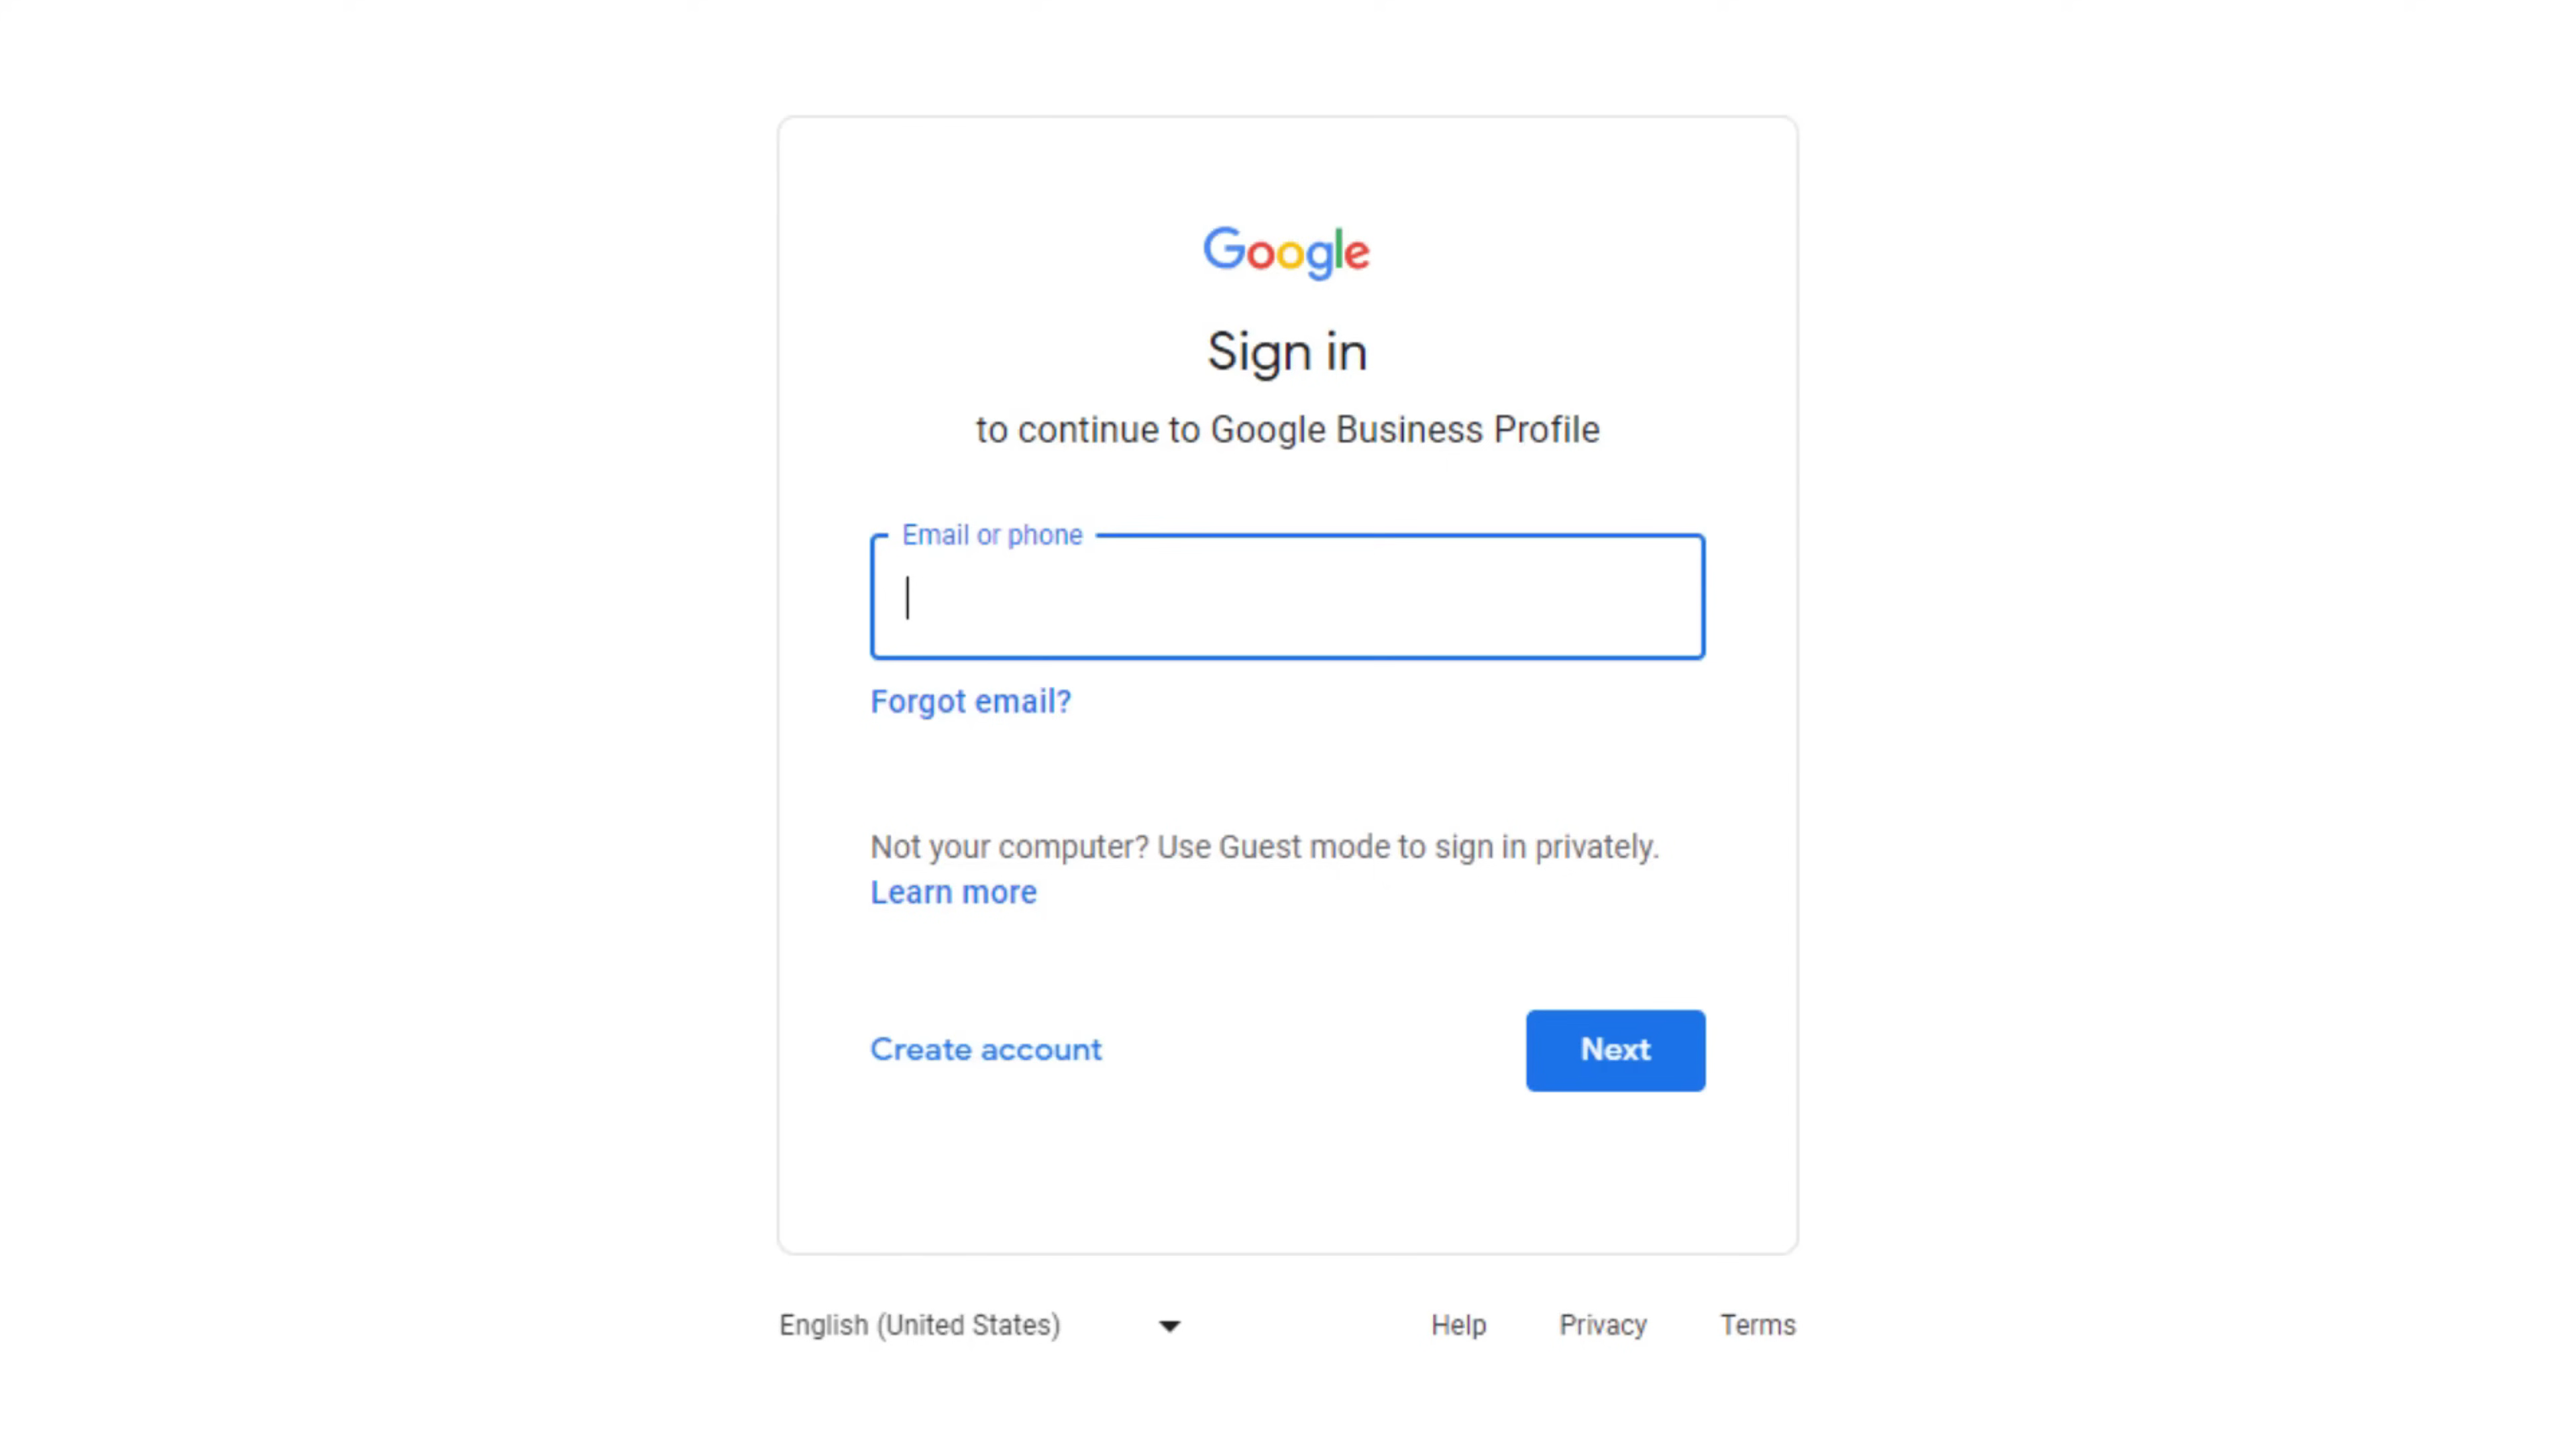 Google
Sign in
to continue to Google Business Profile
Email or phone
Forgot email?
Not your computer? Use Guest mode to sign in privately.
Learn more
Create account
Next
English (United States)
Help
Privacy
Terms